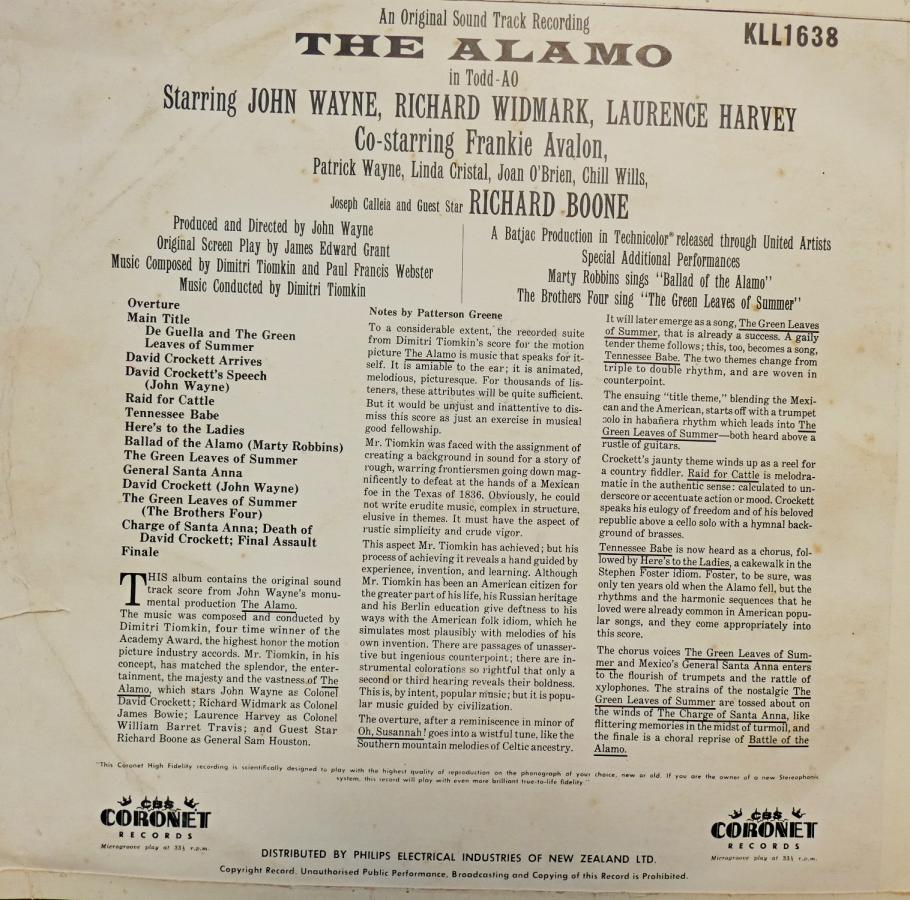 An Original Sound Track Recording
KLL1638
THE ALAMO
in Todd-AO
Starring JOHN WAYNE, RICHARD WIDMARK, LAURENCE HARVEY
Co-starring Frankie Avalon,
Patrick Wayne, Linda Cristal, Joan O'Brien, Chill Wills,
Joseph Calleia and Guest Star RICHARD BOONE
Produced and Directed by John Wayne
Original Screen Play by James Edward Grant
Music Composed by Dimitri Tiomkin and Paul Francis Webster
Music Conducted by Dimitri Tiomkin
A Batjac Production in Technicolor® released through United Artists
Special Additional Performances
Marty Robbins sings "Ballad of the Alamo"
The Brothers Four sing "The Green Leaves of Summer"
Overture
Main Title
De Guella and The Green
Leaves of Summer
David Crockett Arrives
David Crockett's Speech
(John Wayne)
Raid for Cattle
Tennessee Babe
Here's to the Ladies
Ballad of the Alamo (Marty Robbins)
The Green Leaves of Summer
General Santa Anna
David Crockett (John Wayne)
The Green Leaves of Summer
(The Brothers Four)
Charge of Santa Anna; Death of
David Crockett; Final Assault
Finale
THIS album contains the original sound
track score from John Wayne's monu-
mental production The Alamo.
The music was composed and conducted by
Dimitri Tiomkin, four time winner of the
Academy Award, the highest honor the motion
picture industry accords. Mr. Tiomkin, in his
concept, has matched the splendor, the enter-
tainment, the majesty and the vastness of The
Alamo, which stars John Wayne as Colonel
David Crockett; Richard Widmark as Colonel
James Bowie; Laurence Harvey as Colonel
William Barret Travis; and Guest Star
Richard Boone as General Sam Houston.
Notes by Patterson Greene
To a considerable extent, the recorded suite
from Dimitri Tiomkin's score for the motion
picture The Alamo is music that speaks for it-
self. It is amiable to the ear; it is animated,
melodious, picturesque. For thousands of lis-
teners, these attributes will be quite sufficient.
But it would be unjust and inattentive to dis-
miss this score as just an exercise in musical
good fellowship.
Mr. Tiomkin was faced with the assignment of
creating a background in sound for a story of
rough, warring frontiersmen going down mag-
nificently to defeat at the hands of a Mexican
foe in the Texas of 1836. Obviously, he could
not write erudite music, complex in structure,
elusive in themes. It must have the aspect of
rustic simplicity and crude vigor.
This aspect Mr. Tiomkin has achieved; but his
process of achieving it reveals a hand guided by
experience, invention, and learning. Although
Mr. Tiomkin has been an American citizen for
the greater part of his life, his Russian heritage
and his Berlin education give deftness to his
ways with the American folk idiom, which he
simulates most plausibly with melodies of his
own invention. There are passages of unasser-
tive but ingenious counterpoint; there are in-
strumental colorations so rightful that only a
second or third hearing reveals their boldness.
This is, by intent, popular music; but it is popu-
lar music guided by civilization.
The overture, after a reminiscence in minor of
Oh, Susannah! goes into a wistful tune, like the
Southern mountain melodies of Celtic ancestry.
It will later emerge as a song, The Green Leaves
of Summer, that is already a success. A gaily
tender theme follows; this, too, becomes a song,
Tennessee Babe. The two themes change from
triple to double rhythm, and are woven in
counterpoint.
The ensuing "title theme," blending the Mexi-
can and the American, starts off with a trumpet
solo in habañera rhythm which leads into The
Green Leaves of Summer—both heard above a
rustle of guitars.
Crockett's jaunty theme winds up as a reel for
a country fiddler. Raid for Cattle is melodra-
matic in the authentic sense: calculated to un-
derscore or accentuate action or mood. Crockett
speaks his eulogy of freedom and of his beloved
republic above a cello solo with a hymnal back-
ground of brasses.
Tennessee Babe is now heard as a chorus, fol-
lowed by Here's to the Ladies, a cakewalk in the
Stephen Foster idiom. Foster, to be sure, was
only ten years old when the Alamo fell, but the
rhythms and the harmonic sequences that he
loved were already common in American popu-
lar songs, and they come appropriately into
this score.
The chorus voices The Green Leaves of Sum-
mer and Mexico's General Santa Anna enters
to the flourish of trumpets and the rattle of
xylophones. The strains of the nostalgic The
Green Leaves of Summer are tossed about on
the winds of The Charge of Santa Anna, like
flittering memories in the midst of turmoil, and
the finale is a choral reprise of Battle of the
Alamo.
"This Coronet High Fidelity recording is scientifically designed to play with the highest quality of reproduction on the phonograph of your choice, new or old. If you are the owner of a new Stereophonic
system, this record will play with even more brilliant true-to-life fidelity."
CBS
CORONET
RECORDS
Microgroove play at 33⅓ r.p.m.
CBS
CORONET
RECORDS
Microgroove play at 33⅓ r.p.m.
DISTRIBUTED BY PHILIPS ELECTRICAL INDUSTRIES OF NEW ZEALAND LTD.
Copyright Record. Unauthorised Public Performance, Broadcasting and Copying of this Record is Prohibited.